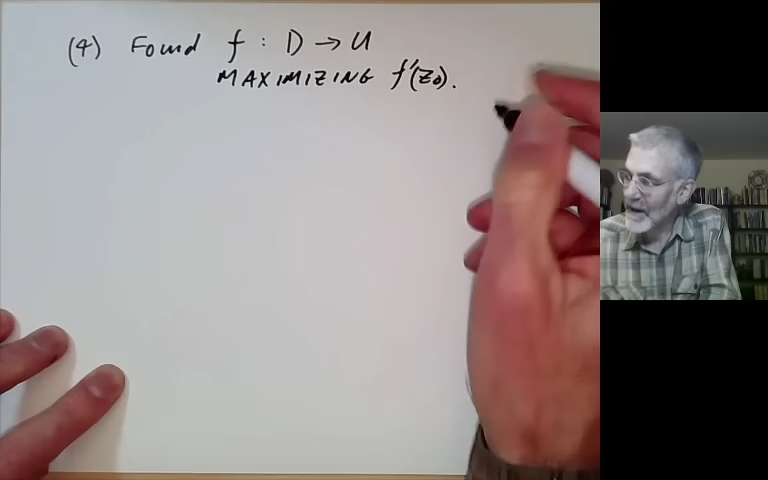 (4) Found f : D → U
MAXIMIZING f'(z₀).